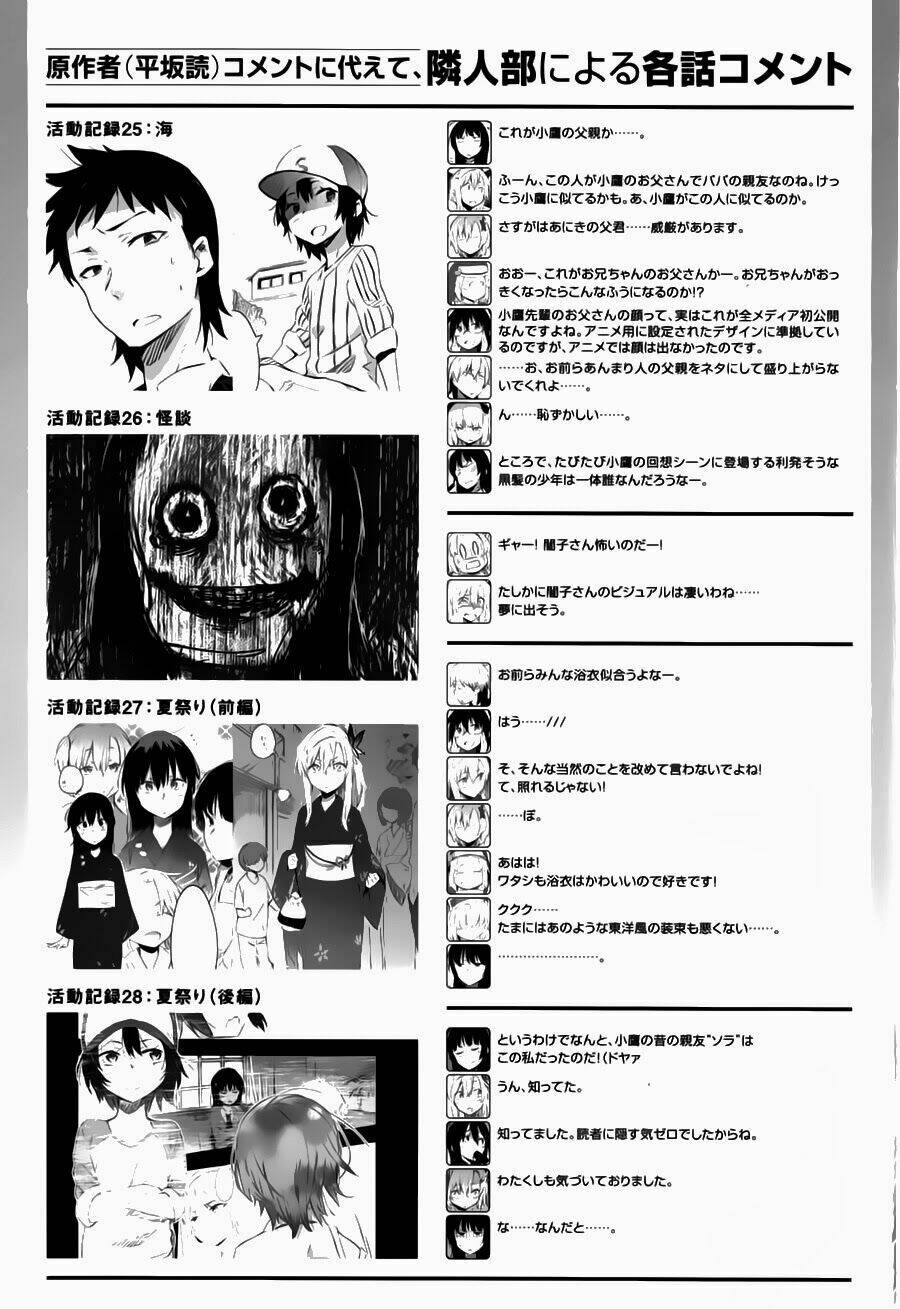 原作者(平坂読)コメントに代えて、隣人部による各話コメント
活動記録25:海
S
これが小鷹の父親か……。
ふーん、この人が小鷹のお父さんでパパの親友なのね。けっ
こう小鷹に似てるかも。あ、小鷹がこの人に似てるのか。
さすがはあにきの父君……威厳があります。
おおー、これがお兄ちゃんのお父さんかー。お兄ちゃんがおっ
きくなったらこんなふうになるのか!?
小鷹先輩のお父さんの顔って、実はこれが全メディア初公開
なんですよね。アニメ用に設定されたデザインに準拠してい
るのですが、アニメでは顔は出なかったのです。
……お、お前らあんまり人の父親をネタにして盛り上がらな
いでくれよ……。
ん……恥ずかしい……。
ところで、たびたび小鷹の回想シーンに登場する利発そうな
黒髪の少年は一体誰なんだろうなー。
活動記録26:怪談
ギャー! 闇子さん怖いのだー!
たしかに闇子さんのビジュアルは凄いわね……
夢に出そう。
活動記録27:夏祭り(前編)
お前らみんな浴衣似合うよなー。
はう……///
そ、そんな当然のことを改めて言わないでよね!
て、照れるじゃない!
……ぽ。
あはは!
ワタシも浴衣はかわいいので好きです!
ククク……
たまにはあのような東洋風の装束も悪くない……。
…………………。
活動記録28:夏祭り(後編)
というわけでなんと、小鷹の昔の親友"ソラ"は
この私だったのだ!(ドヤァ
うん、知ってた。
知ってました。読者に隠す気ゼロでしたからね。
わたくしも気づいておりました。
な……なんだと……。